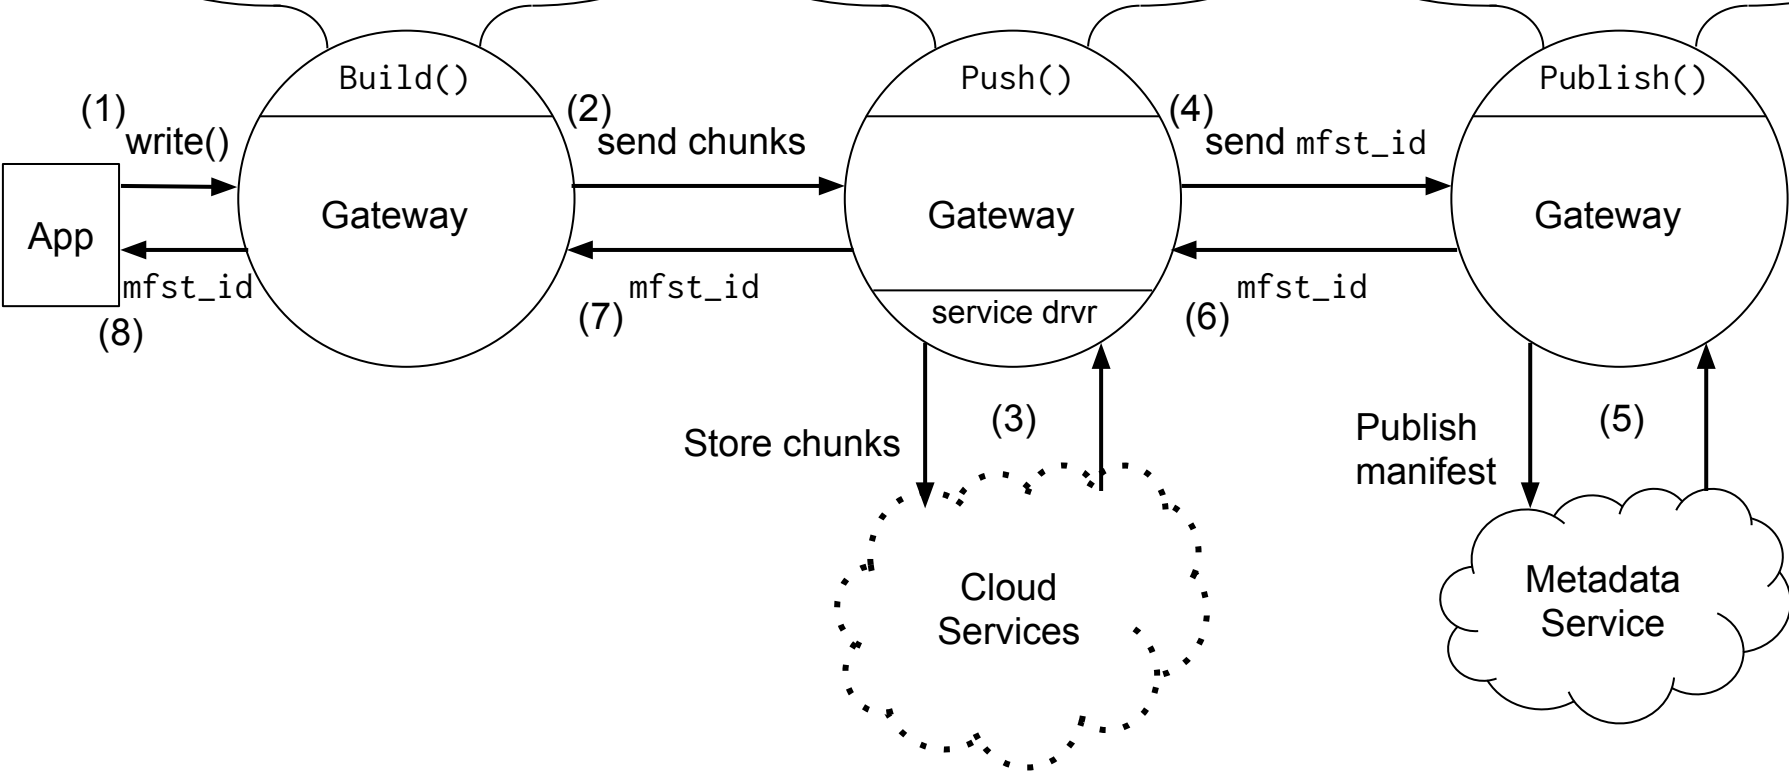 Build()
Push()
Publish()
(1)
write()
(2)
send chunks
(4)
send mfst_id
App
Gateway
Gateway
Gateway
mfst_id
(8)
mfst_id
(7)
service drvr
mfst_id
(6)
Store chunks
(3)
Publish
manifest
(5)
Cloud
Services
Metadata
Service